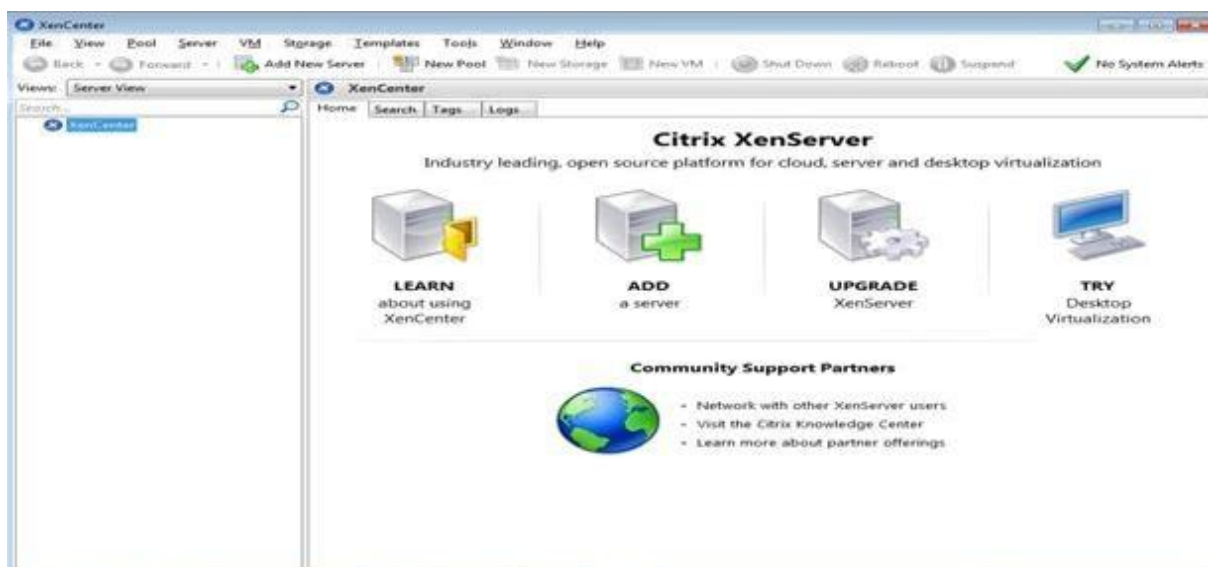 XenCenter
File View Pool Server VM Storage Templates Tools Window Help
Back Forward Add New Server New Pool New Storage New VM Shut Down Reboot Suspend No System Alerts
Views: Server View XenCenter
Search... Home Search Tags Logs
XenCenter
Citrix XenServer
Industry leading, open source platform for cloud, server and desktop virtualization
LEARN ADD UPGRADE TRY
about using a server XenServer Desktop
XenCenter Virtualization
Community Support Partners
- Network with other XenServer users
- Visit the Citrix Knowledge Center
- Learn more about partner offerings